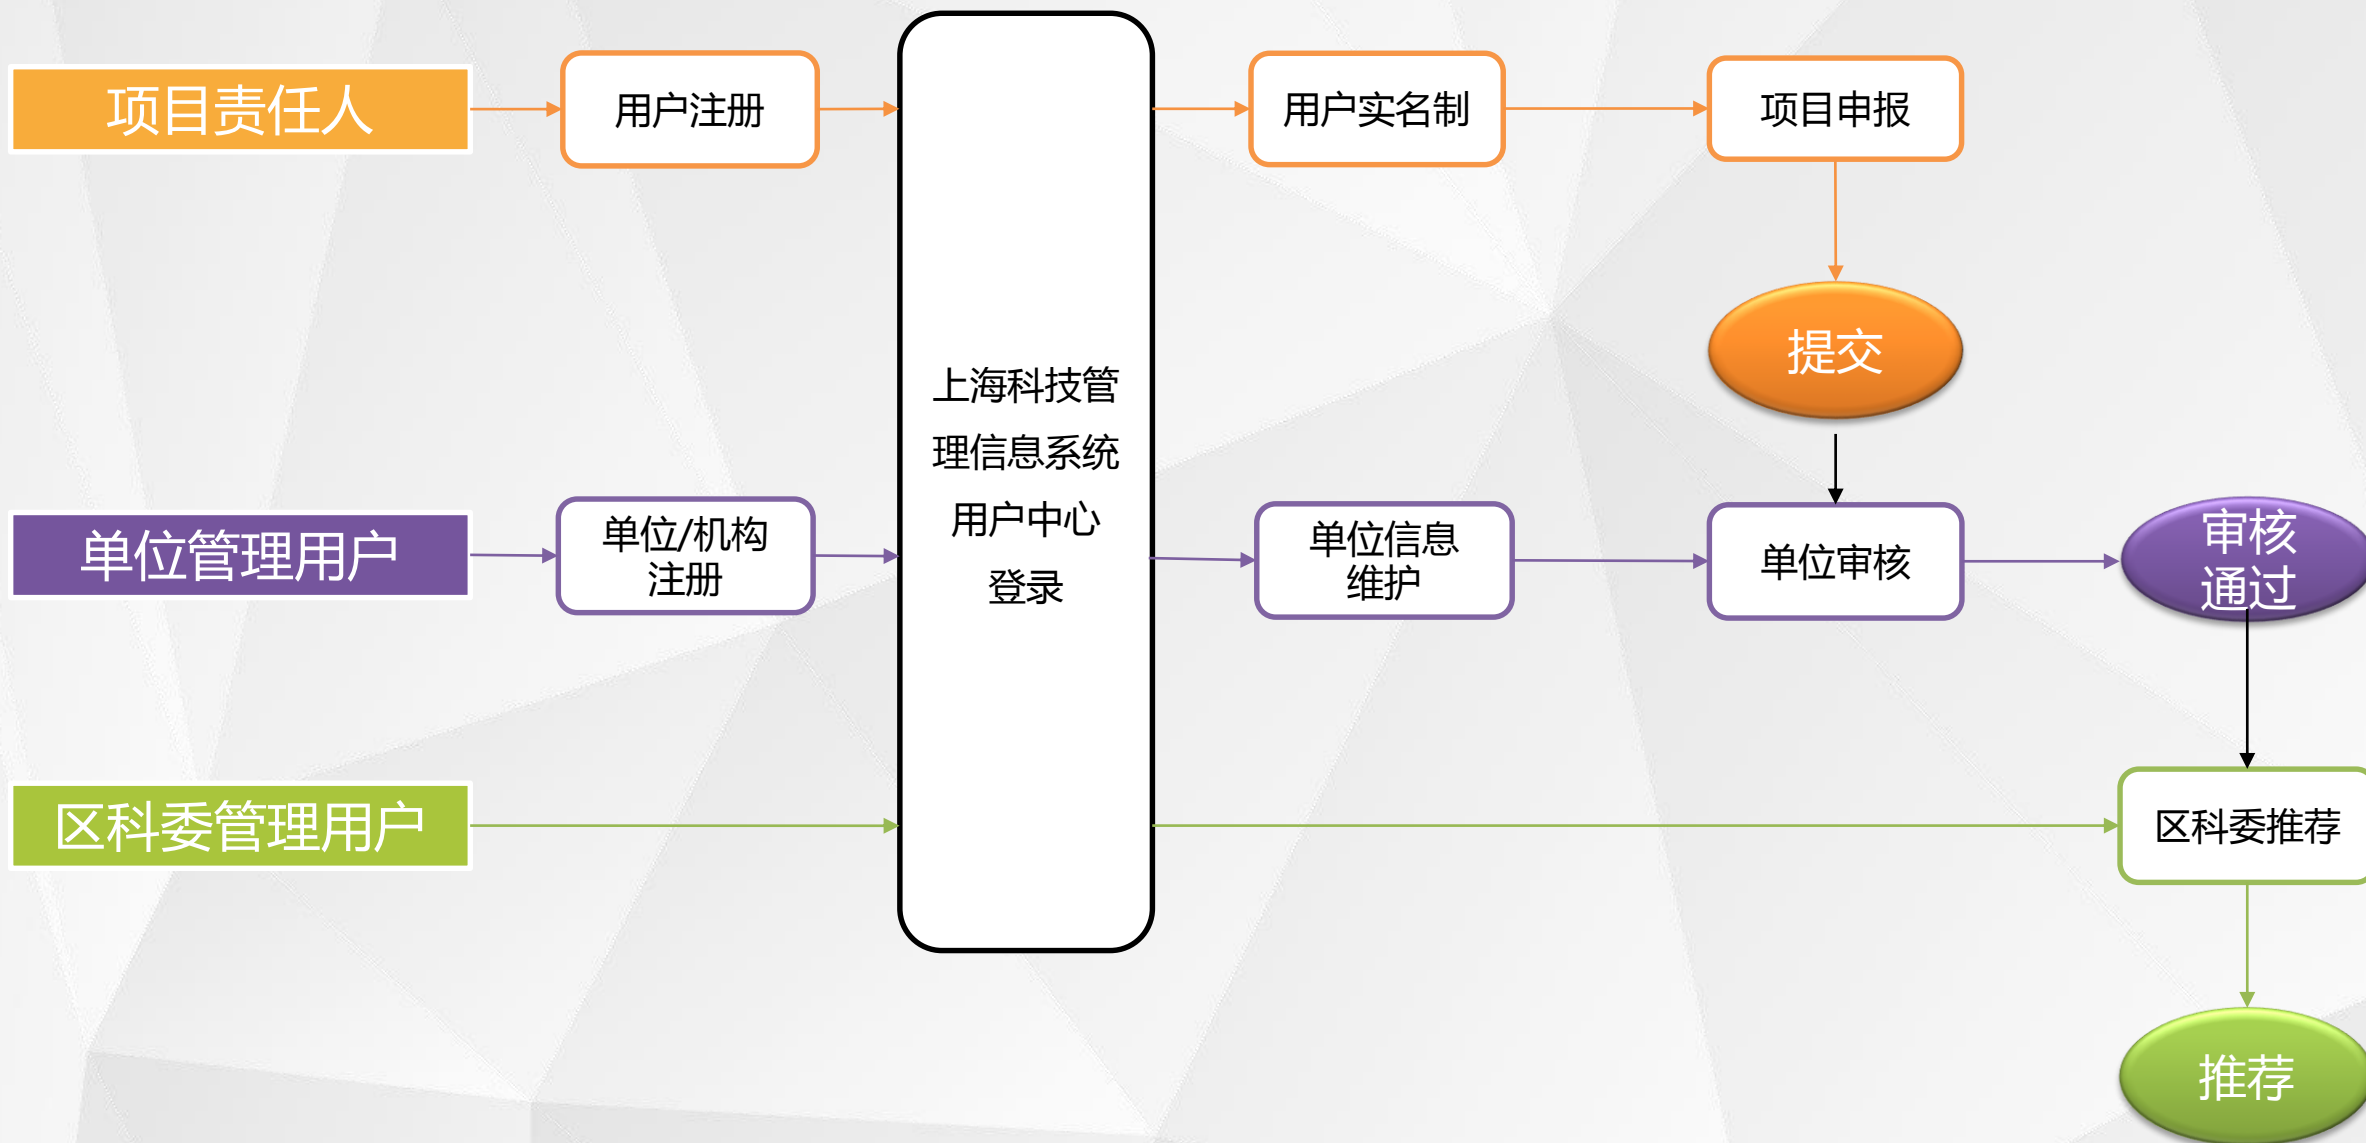 项目责任人
用户注册
用户实名制
项目申报
提交
上海科技管
理信息系统
用户中心
登录
单位管理用户
单位/机构
注册
单位信息
维护
单位审核
审核
通过
区科委管理用户
区科委推荐
推荐